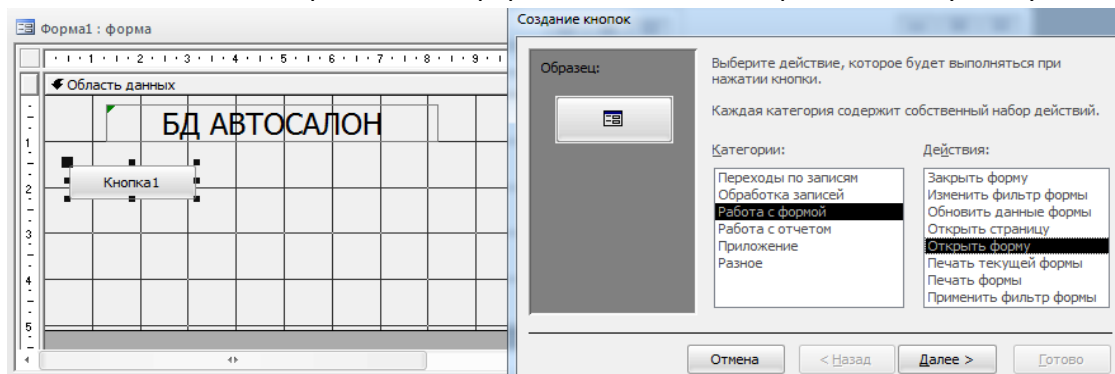 Форма1 : форма
1 2 3 4 5 6 7 8 9
Область данных
БД АВТОСАЛОН
Кнопка1
1
2
3
4
5
Создание кнопок
Образец:
Выберите действие, которое будет выполняться при
нажатии кнопки.
Каждая категория содержит собственный набор действий.
Категории:
Переходы по записям
Обработка записей
Работа с формой
Работа с отчетом
Приложение
Разное
Действия:
Закрыть форму
Изменить фильтр формы
Обновить данные формы
Открыть страницу
Открыть форму
Печать текущей формы
Печать формы
Применить фильтр формы
Отмена
< Назад
Далее >
Готово